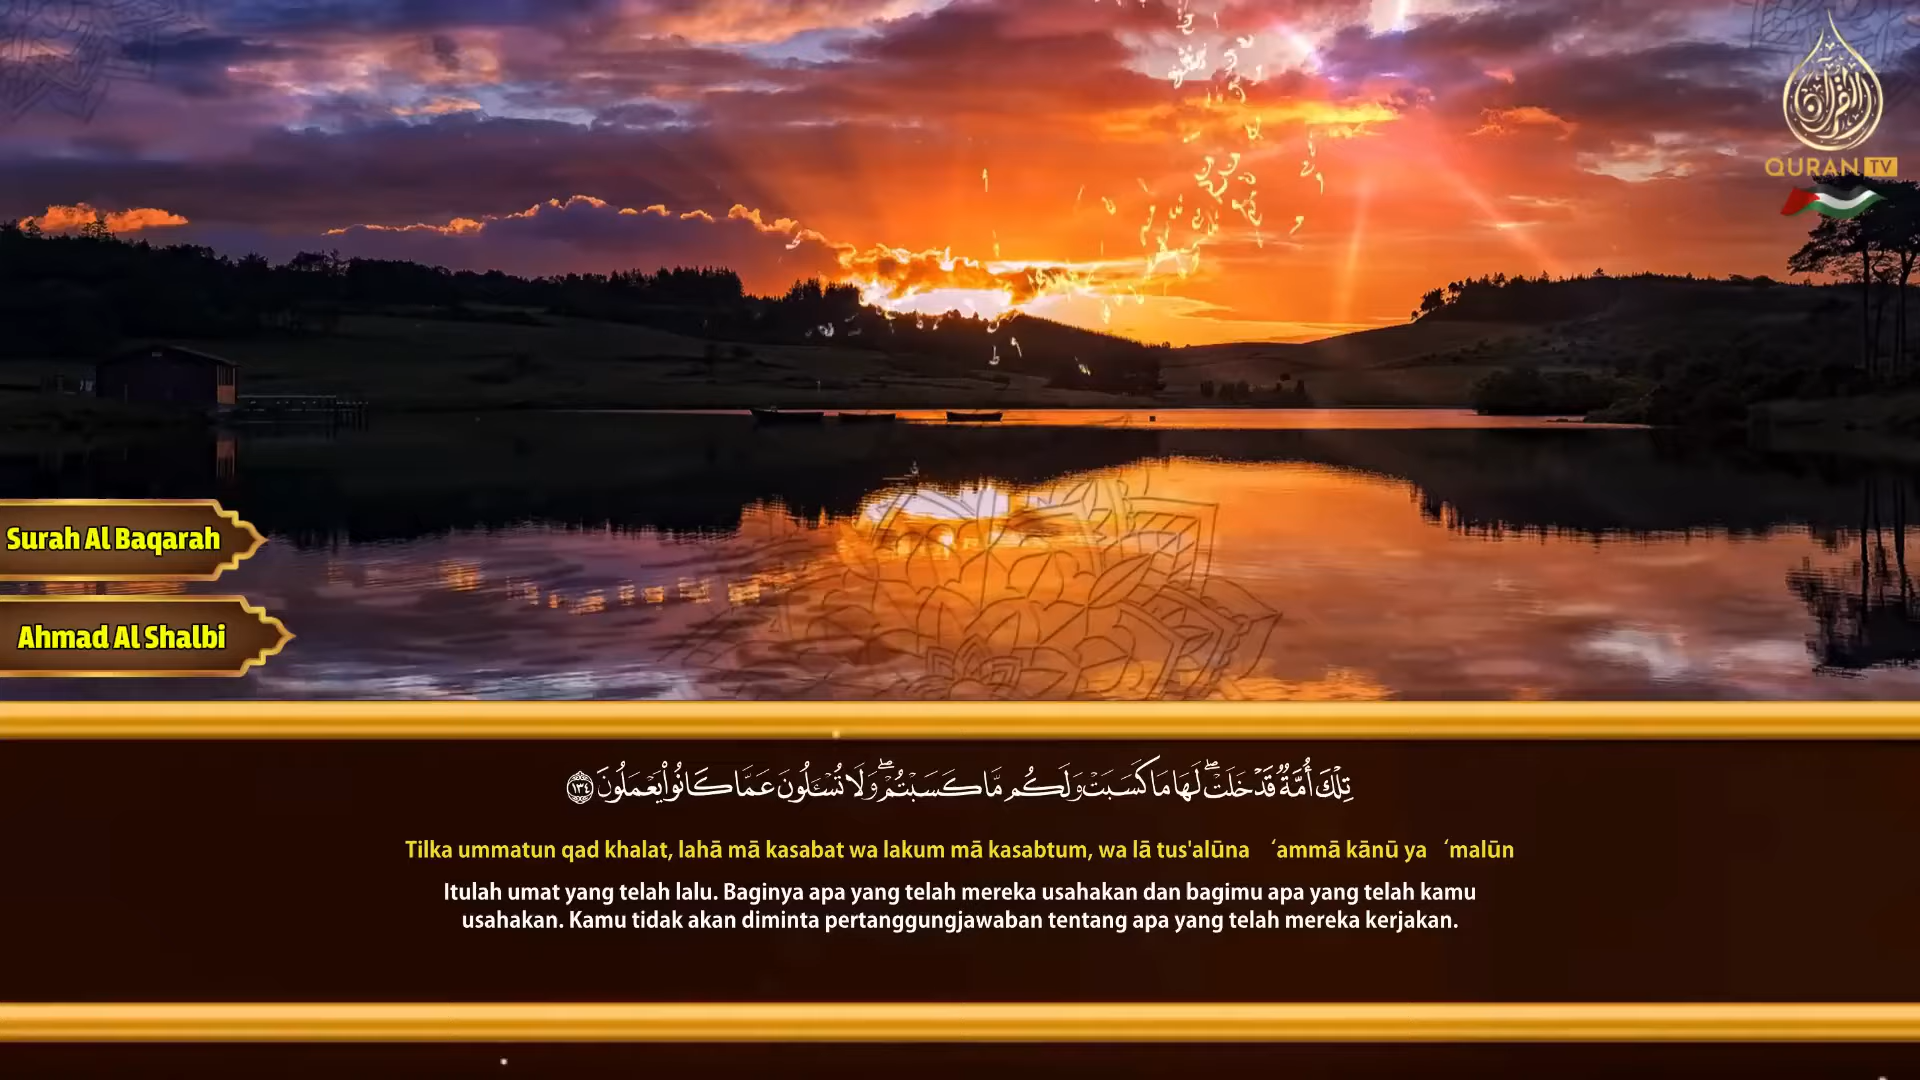 القرآن
QURAN TV
Surah Al Baqarah
Ahmad Al Shalbi
تِلْكَ أُمَّةٌ قَدْ خَلَتْ ۖ لَهَا مَا كَسَبَتْ وَلَكُم مَّا كَسَبْتُمْ ۖ وَلَا تُسْـَٔلُونَ عَمَّا كَانُوا۟ يَعْمَلُونَ ١٣٤
Tilka ummatun qad khalat, lahā mā kasabat wa lakum mā kasabtum, wa lā tus'alūna ‘ammā kānū ya ‘malūn
Itulah umat yang telah lalu. Baginya apa yang telah mereka usahakan dan bagimu apa yang telah kamu
usahakan. Kamu tidak akan diminta pertanggungjawaban tentang apa yang telah mereka kerjakan.